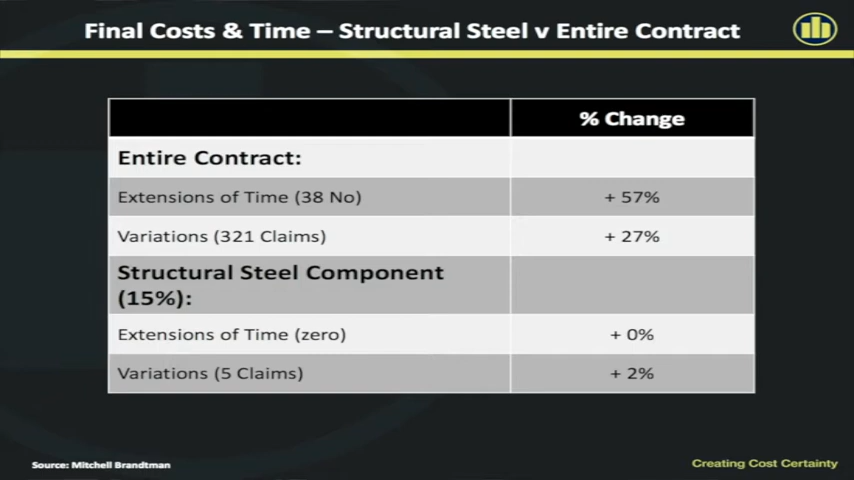 Final Costs & Time – Structural Steel v Entire Contract
% Change
Entire Contract:
Extensions of Time (38 No)
+ 57%
Variations (321 Claims)
+ 27%
Structural Steel Component
(15%):
Extensions of Time (zero)
+ 0%
Variations (5 Claims)
+ 2%
Source: Mitchell Brandtman
Creating Cost Certainty